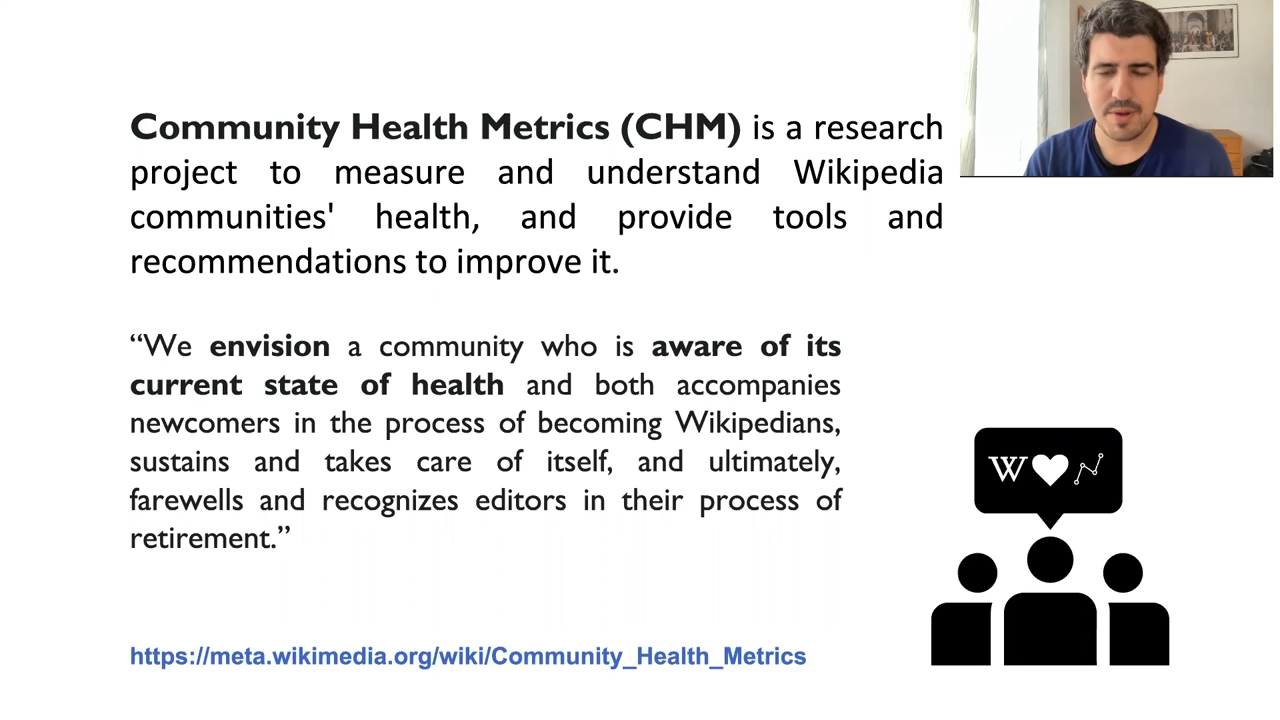 Community Health Metrics (CHM) is a research
project to measure and understand Wikipedia
communities' health, and provide tools and
recommendations to improve it.
“We envision a community who is aware of its
current state of health and both accompanies
newcomers in the process of becoming Wikipedians,
sustains and takes care of itself, and ultimately,
farewells and recognizes editors in their process of
retirement.”
W
https://meta.wikimedia.org/wiki/Community_Health_Metrics